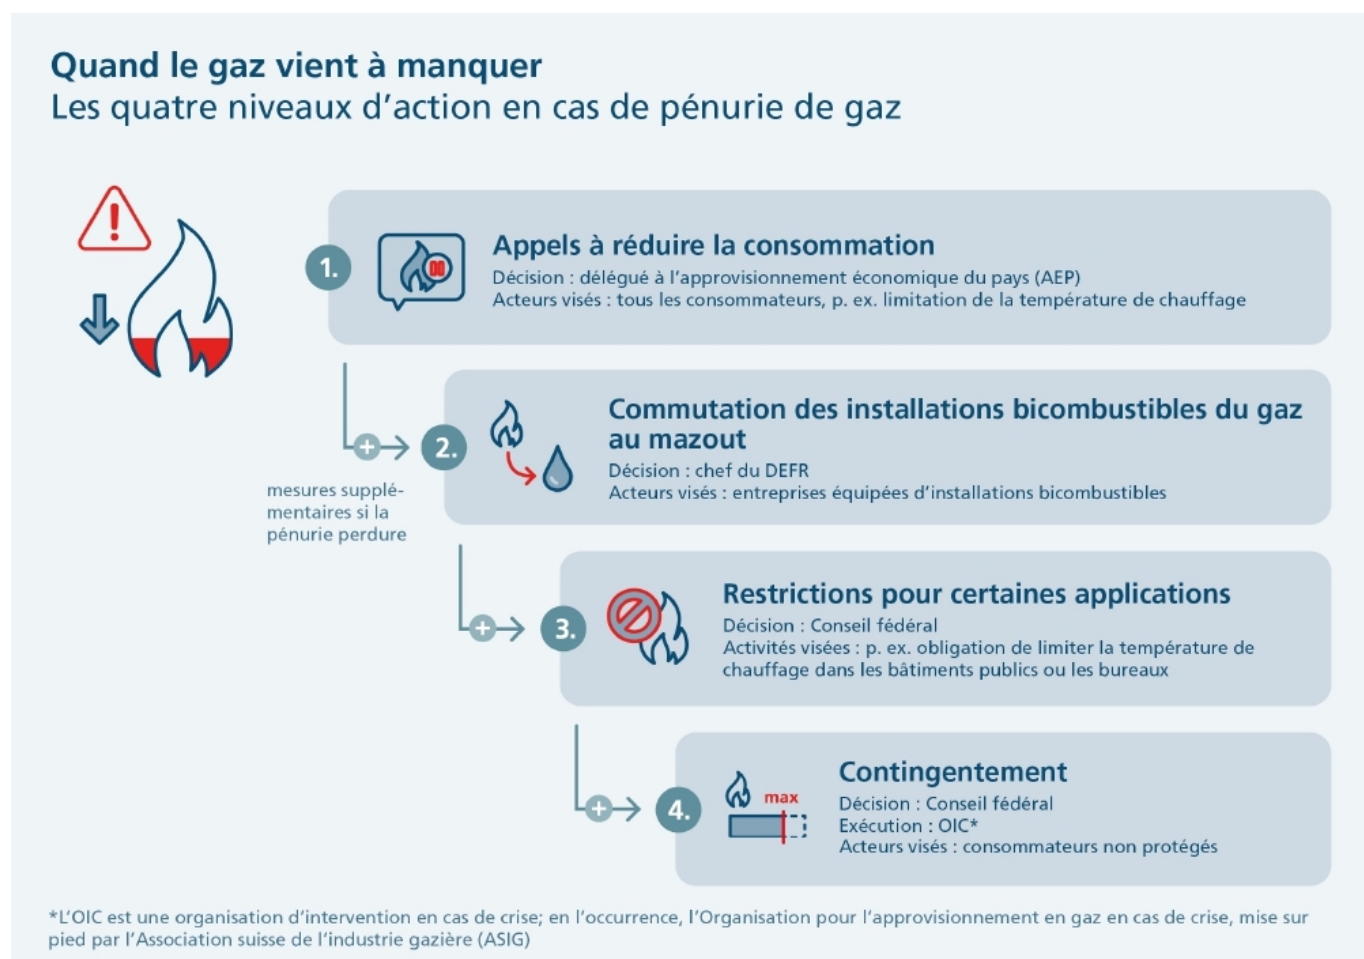 Quand le gaz vient à manquer
Les quatre niveaux d'action en cas de pénurie de gaz
1.
Appels à réduire la consommation
Décision : délégué à l'approvisionnement économique du pays (AEP)
Acteurs visés : tous les consommateurs, p. ex. limitation de la température de chauffage
mesures supplé-
mentaires si la
pénurie perdure
2.
Commutation des installations bicombustibles du gaz
au mazout
Décision : chef du DEFR
Acteurs visés : entreprises équipées d'installations bicombustibles
3.
Restrictions pour certaines applications
Décision : Conseil fédéral
Activités visées : p. ex. obligation de limiter la température de
chauffage dans les bâtiments publics ou les bureaux
4.
max
Contingentement
Décision : Conseil fédéral
Exécution : OIC*
Acteurs visés : consommateurs non protégés
*L'OIC est une organisation d'intervention en cas de crise; en l'occurrence, l'Organisation pour l'approvisionnement en gaz en cas de crise, mise sur
pied par l'Association suisse de l'industrie gazière (ASIG)